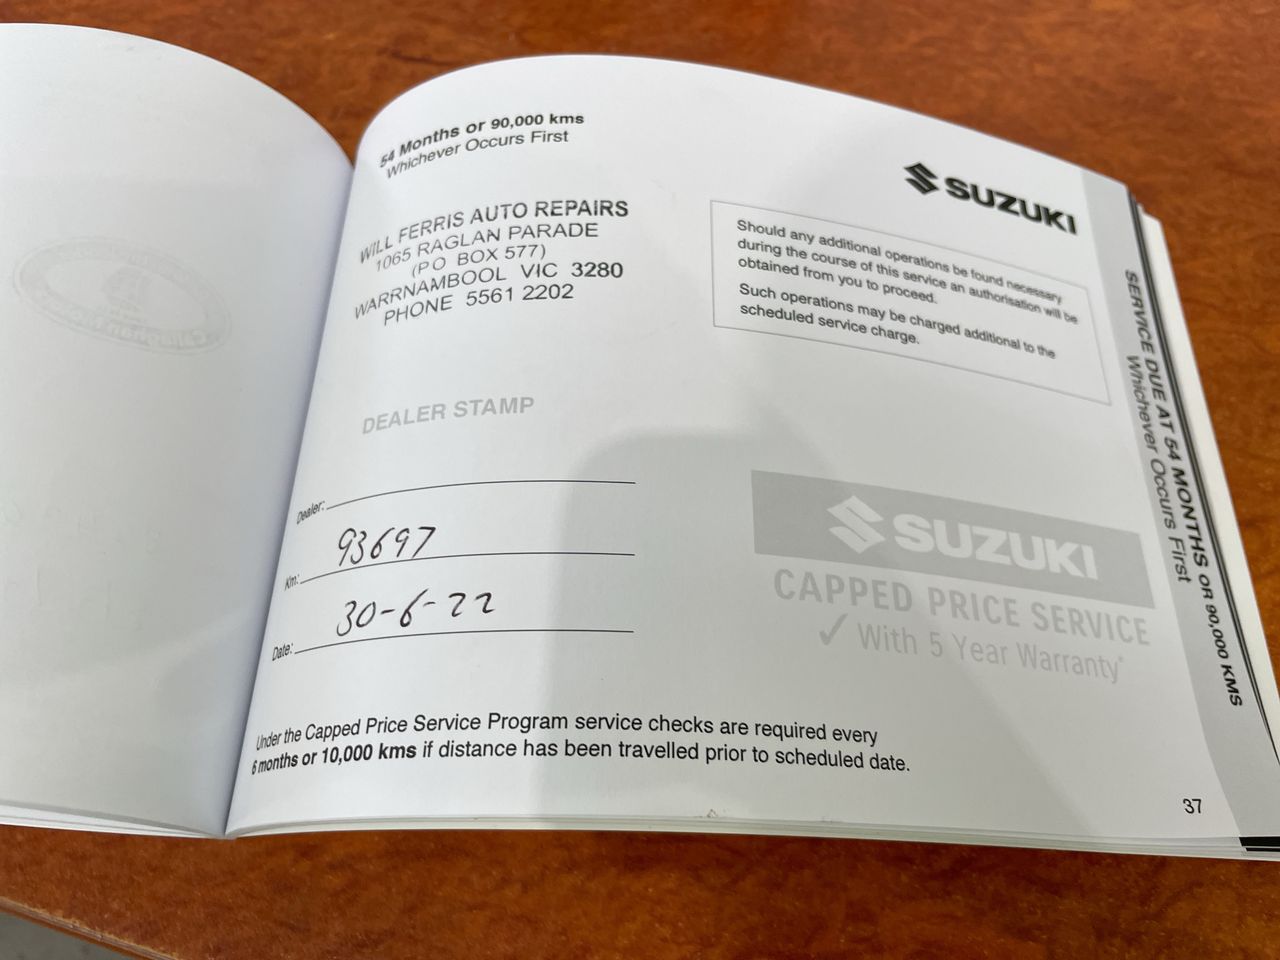 54 Months or 90,000 kms
Whichever Occurs First
WILL FERRIS AUTO REPAIRS
1065 RAGLAN PARADE
(PO BOX 577)
WARRNAMBOOL VIC 3280
PHONE 5561 2202
DEALER STAMP
Dealer:
Km: 93697
Date: 30-6-22
SUZUKI
Should any additional operations be found necessary
during the course of this service an authorisation will be
obtained from you to proceed.
Such operations may be charged additional to the
scheduled service charge.
SUZUKI
CAPPED PRICE SERVICE
✓ With 5 Year Warranty*
Under the Capped Price Service Program service checks are required every
6 months or 10,000 kms if distance has been travelled prior to scheduled date.
SERVICE DUE AT 54 MONTHS OR 90,000 KMS
Whichever Occurs First
37